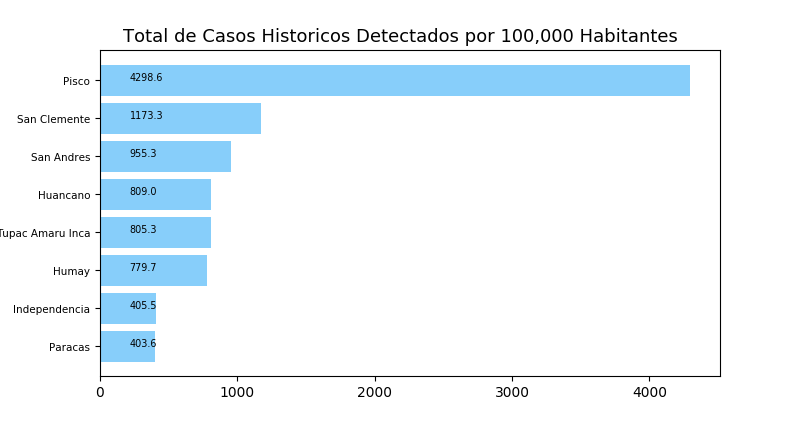 Total de Casos Historicos Detectados por 100,000 Habitantes
Pisco 4298.6
San Clemente 1173.3
San Andres 955.3
Huancano 809.0
Tupac Amaru Inca 805.3
Humay 779.7
Independencia 405.5
Paracas 403.6
0 1000 2000 3000 4000